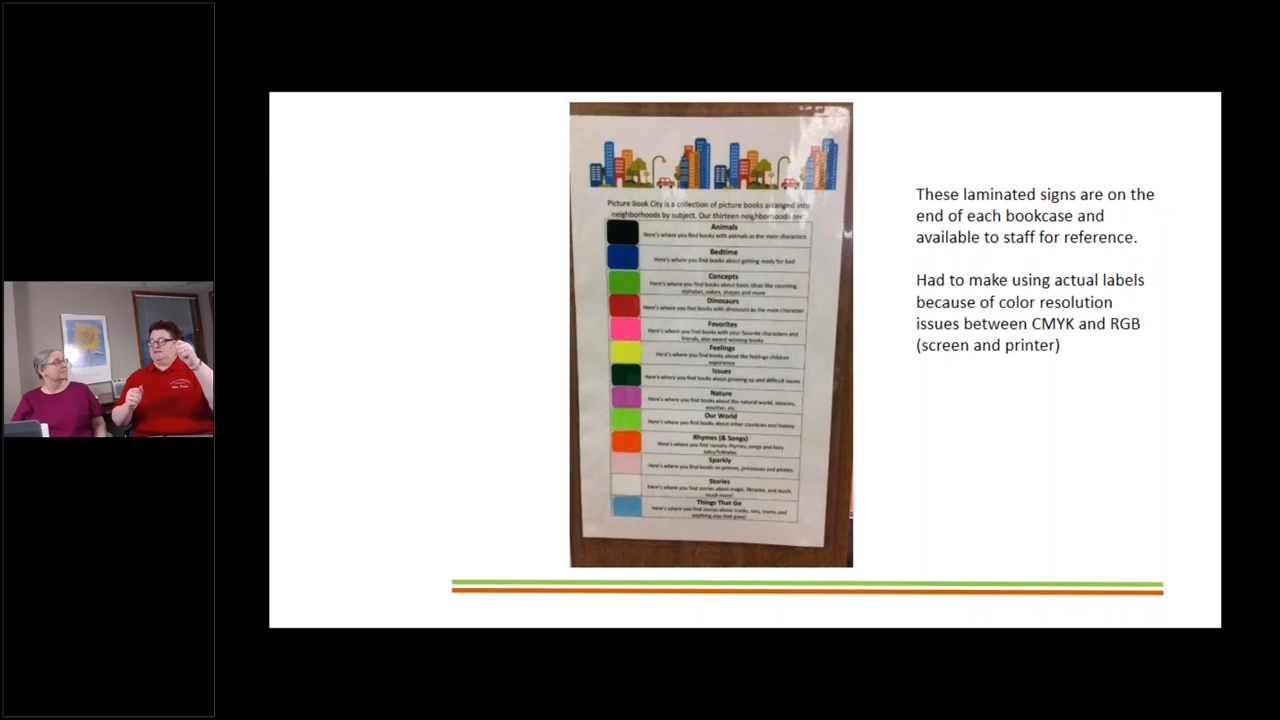 Picture Book City is a collection of picture books arranged into
neighborhoods by subject. Our thirteen neighborhoods are:
Animals
Here's where you find books with animals as the main characters
Bedtime
Here's where you find books about getting ready for bed
Concepts
Here's where you find books about basic ideas like counting,
alphabet, colors, shapes and more
Dinosaurs
Here's where you find books with dinosaurs as the main character
Favorites
Here's where you find books with your favorite characters and
friends, also award winning books
Feelings
Here's where you find books about the feelings children
experience
Issues
Here's where you find books about growing up and difficult issues
Nature
Here's where you find books about the natural world, seasons,
weather, etc.
Our World
Here's where you find books about other countries and history
Rhymes (& Songs)
Here's where you find nursery rhymes, songs and fairy
tales/folktales
Sparkly
Here's where you find books on princes, princesses and pirates
Stories
Here's where you find stories about magic, libraries, and much,
much more!
Things That Go
Here's where you find stories about trucks, cars, trains, and
anything else that goes!
These laminated signs are on the
end of each bookcase and
available to staff for reference.
Had to make using actual labels
because of color resolution
issues between CMYK and RGB
(screen and printer)